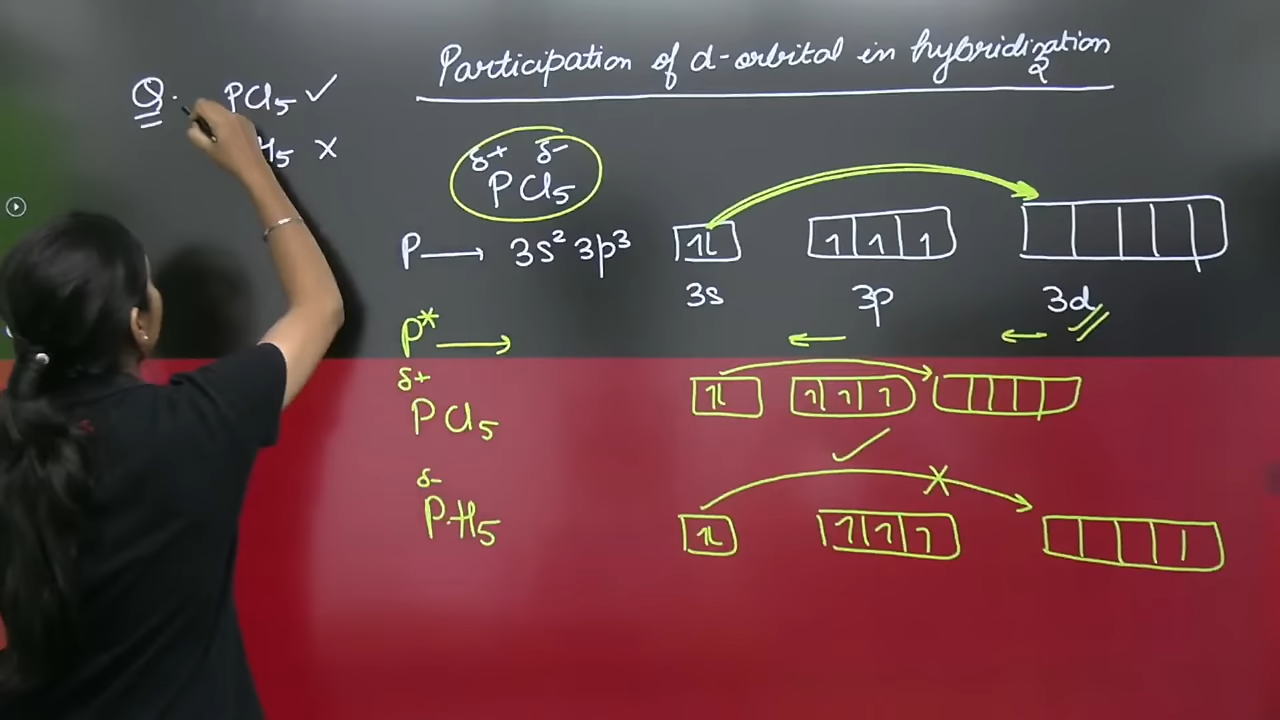 Participation of d-orbital in hybridization
Q. PCl5 ✓
H5 ×
δ+ δ-
PCl5
P → 3s² 3p³
3s 3p 3d
P* →
δ+
PCl5
✓
δ-
PH5
×